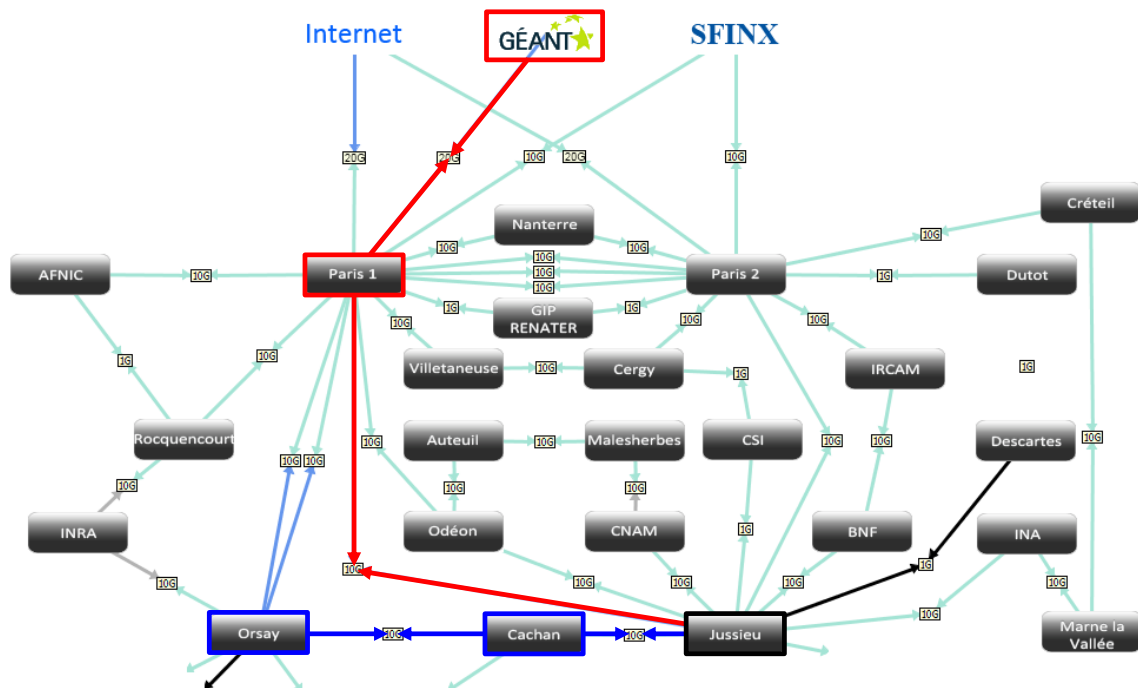 Internet
GÉANT
SFINX
20G
20G
10G
20G
10G
Créteil
Nanterre
10G
10G
10G
10G
AFNIC
10G
Paris 1
10G
Paris 2
1G
Dutot
10G
1G
GIP
RENATER
1G
10G
10G
10G
1G
10G
Villetaneuse
10G
Cergy
1G
IRCAM
1G
Rocquencourt
Auteuil
10G
Malesherbes
CSI
Descartes
10G
10G
10G
10G
10G
10G
10G
10G
10G
INRA
Odéon
CNAM
1G
BNF
INA
10G
1G
10G
10G
10G
10G
10G
10G
Orsay
10G
Cachan
10G
Jussieu
Marne la
Vallée